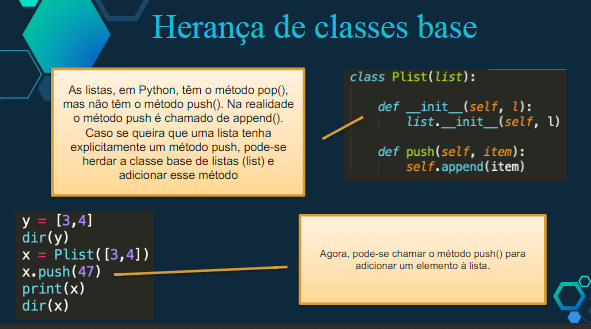 Herança de classes base
As listas, em Python, têm o método pop(),
mas não têm o método push(). Na realidade
o método push é chamado de append().
Caso se queira que uma lista tenha
explicitamente um método push, pode-se
herdar a classe base de listas (list) e
adicionar esse método
class Plist(list):
def __init__(self, l):
list.__init__(self, l)
def push(self, item):
self.append(item)
y = [3,4]
dir(y)
x = Plist([3,4])
x.push(47)
print(x)
dir(x)
Agora, pode-se chamar o método push() para
adicionar um elemento à lista.